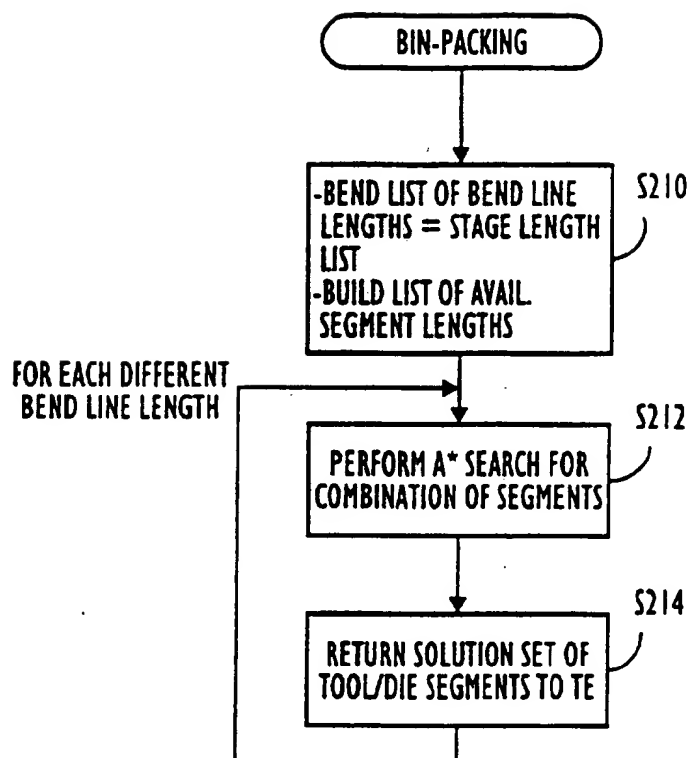 BIN-PACKING
-BEND LIST OF BEND LINE
LENGTHS = STAGE LENGTH
LIST
-BUILD LIST OF AVAIL.
SEGMENT LENGTHS
S210
FOR EACH DIFFERENT
BEND LINE LENGTH
PERFORM A* SEARCH FOR
COMBINATION OF SEGMENTS
S212
RETURN SOLUTION SET OF
TOOL/DIE SEGMENTS TO TE
S214